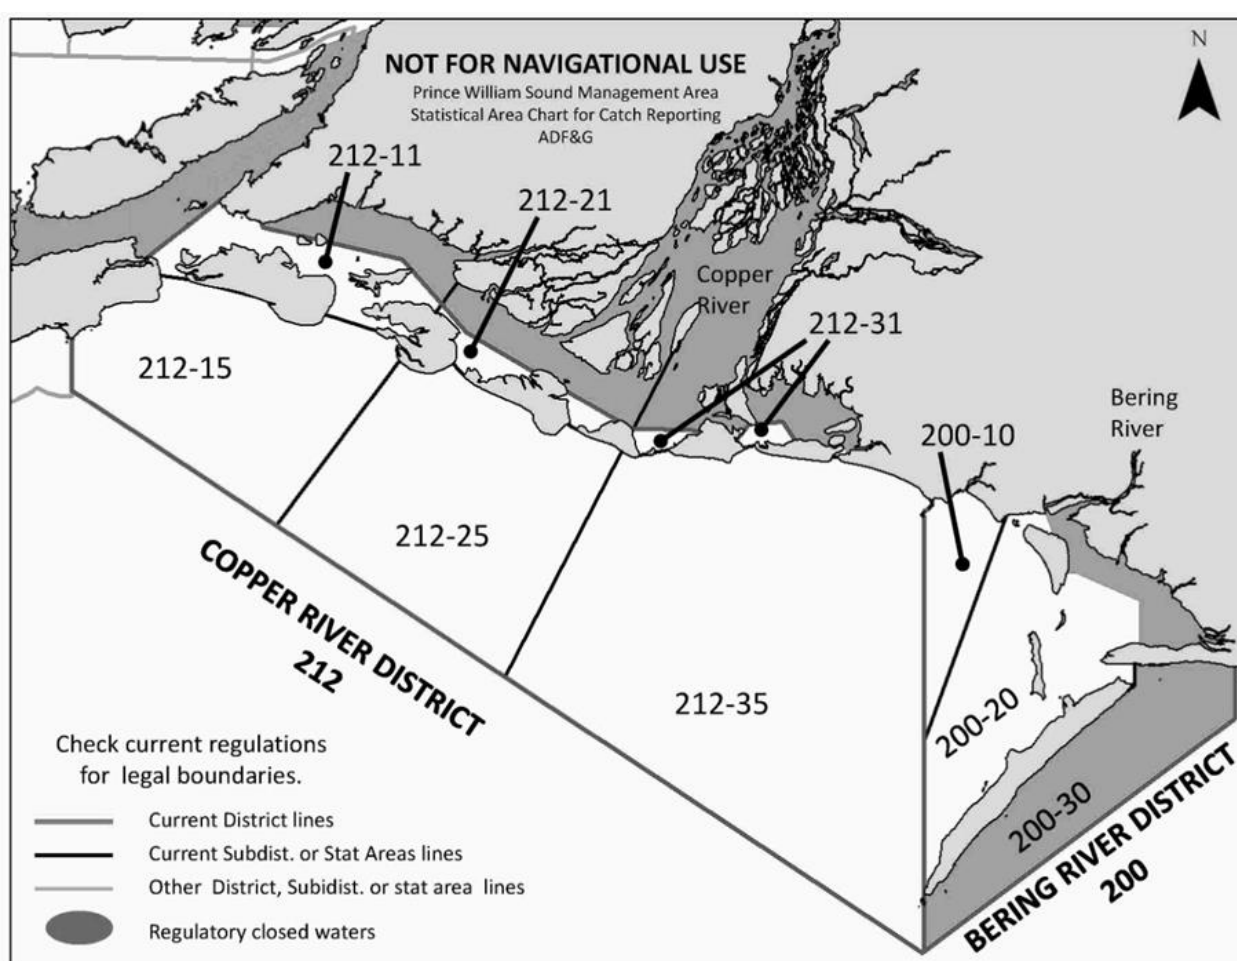 NOT FOR NAVIGATIONAL USE
Prince William Sound Management Area
Statistical Area Chart for Catch Reporting
ADF&G
N
212-11
212-21
Copper
River
212-31
212-15
Bering
River
200-10
212-25
COPPER RIVER DISTRICT
212
212-35
200-20
200-30
BERING RIVER DISTRICT
200
Check current regulations
for legal boundaries.
Current District lines
Current Subdist. or Stat Areas lines
Other District, Subidist. or stat area lines
Regulatory closed waters